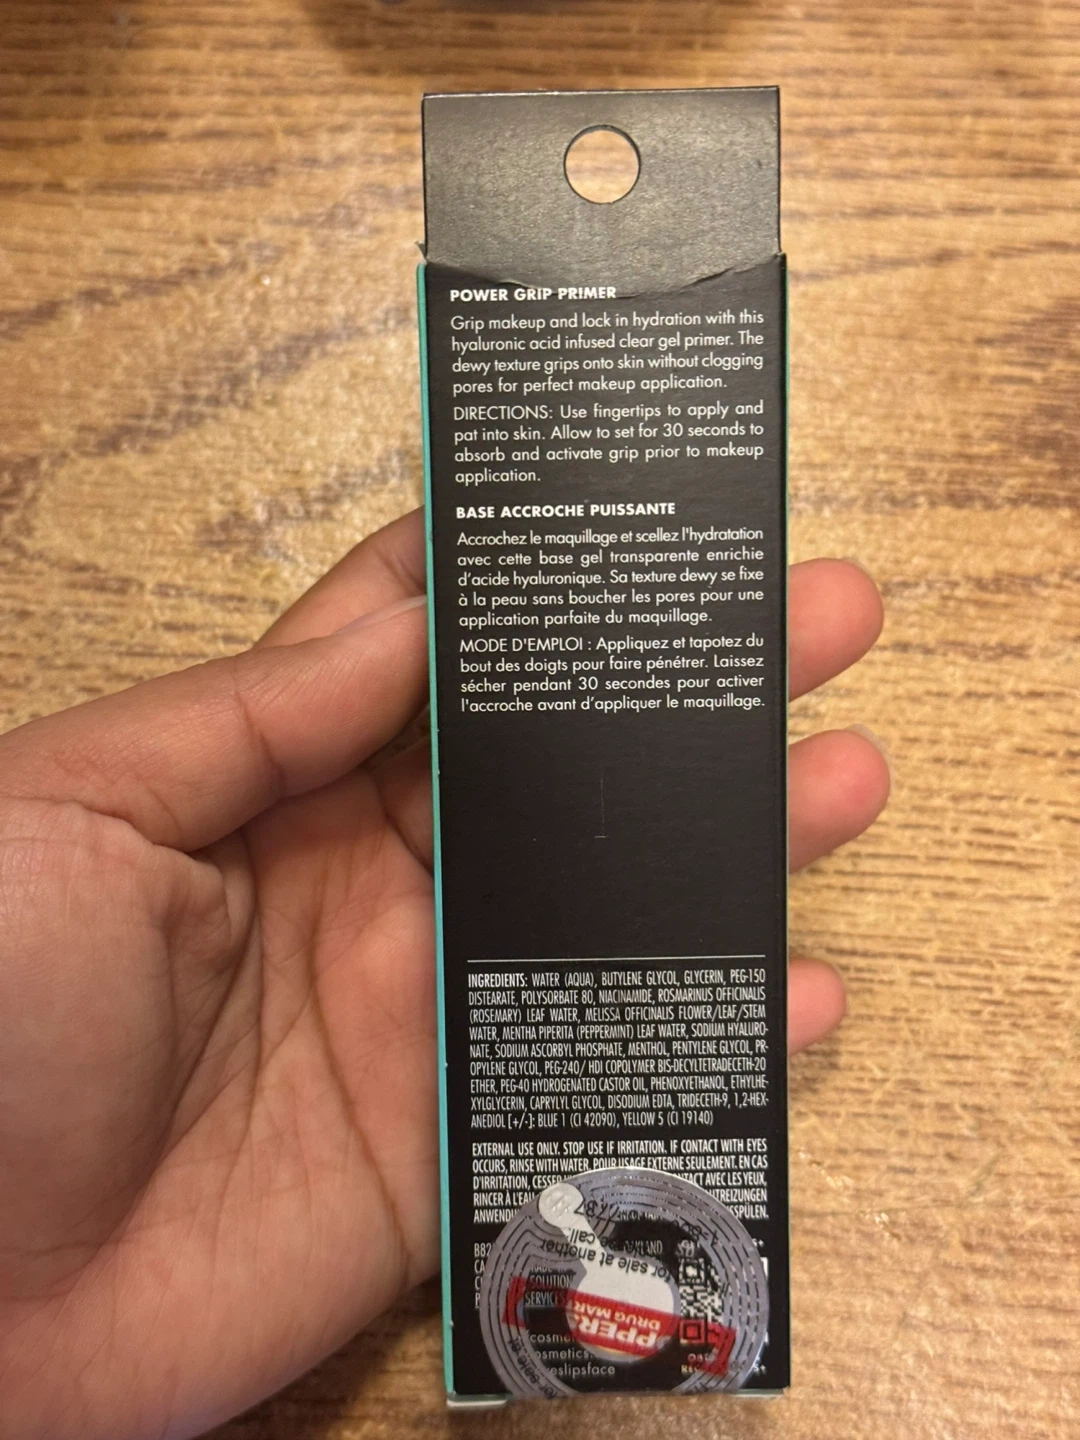 POWER GRIP PRIMER
Grip makeup and lock in hydration with this
hyaluronic acid infused clear gel primer. The
dewy texture grips onto skin without clogging
pores for perfect makeup application.
DIRECTIONS: Use fingertips to apply and
pat into skin. Allow to set for 30 seconds to
absorb and activate grip prior to makeup
application.
BASE ACCROCHE PUISSANTE
Accrochez le maquillage et scellez l'hydratation
avec cette base gel transparente enrichie
d'acide hyaluronique. Sa texture dewy se fixe
à la peau sans boucher les pores pour une
application parfaite du maquillage.
MODE D'EMPLOI : Appliquez et tapotez du
bout des doigts pour faire pénétrer. Laissez
sécher pendant 30 secondes pour activer
l'accroche avant d'appliquer le maquillage.
INGREDIENTS: WATER (AQUA), BUTYLENE GLYCOL, GLYCERIN, PEG-150
DISTEARATE, POLYSORBATE 80, NIACINAMIDE, ROSMARINUS OFFICINALIS
(ROSEMARY) LEAF WATER, MELISSA OFFICINALIS FLOWER/LEAF/STEM
WATER, MENTHA PIPERITA (PEPPERMINT) LEAF WATER, SODIUM HYALURO-
NATE, SODIUM ASCORBYL PHOSPHATE, MENTHOL, PENTYLENE GLYCOL, PR-
OPYLENE GLYCOL, PEG-240/ HDI COPOLYMER BIS-DECYLTETRADECETH-20
ETHER, PEG-40 HYDROGENATED CASTOR OIL, PHENOXYETHANOL, ETHYLHE-
XYLGLYCERIN, CAPRYLYL GLYCOL, DISODIUM EDTA, TRIDECETH-9, 1,2-HEX-
ANEDIOL [+/-]: BLUE 1 (CI 42090), YELLOW 5 (CI 19140)
EXTERNAL USE ONLY. STOP USE IF IRRITATION. IF CONTACT WITH EYES
OCCURS, RINSE WITH WATER. POUR USAGE EXTERNE SEULEMENT. EN CAS
D'IRRITATION, CESSER AVEC LES YEUX,
RINCER À L'EAU
for sale at another
SOLUTION
SERVICES
DRUG MAR
eslipsface